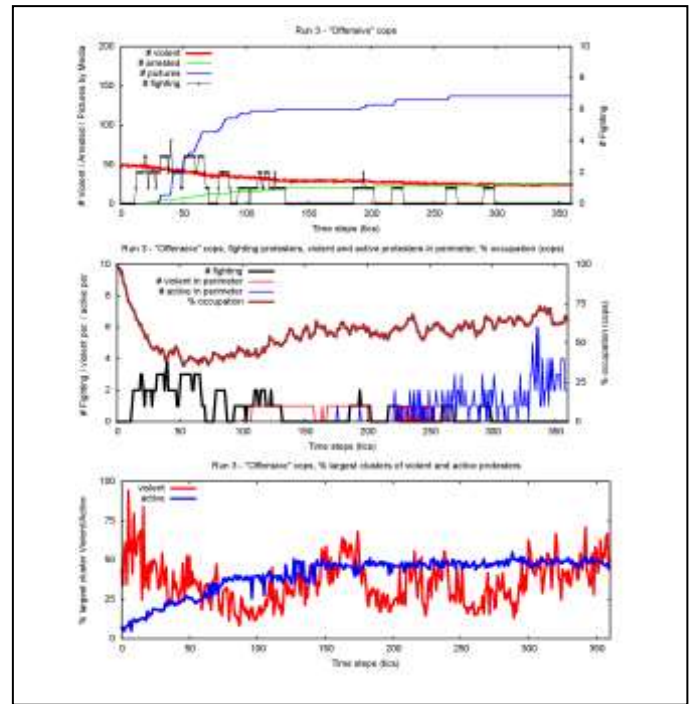 Run 3 - "Offensive" cops
# violent
# arrested
# pictures
# fighting
# Violent / Arrested / Pictures by Media
# Fighting
200
150
100
50
0
10
8
6
4
2
0
0 50 100 150 200 250 300 350
Time steps (tics)
Run 3 - "Offensive" cops, fighting protesters, violent and active protesters in perimeter, % occupation (cops)
# fighting
# violent in perimeter
# active in perimeter
% occupation
# Fighting / Violent per. / active per.
% occupation (cops)
10
8
6
4
2
0
100
75
50
25
0
0 50 100 150 200 250 300 350
Time steps (tics)
Run 3 - "Offensive" cops, % largest clusters of violent and active protesters
violent
active
% largest cluster Violent/Active
100
75
50
25
0
0 50 100 150 200 250 300 350
Time steps (tics)